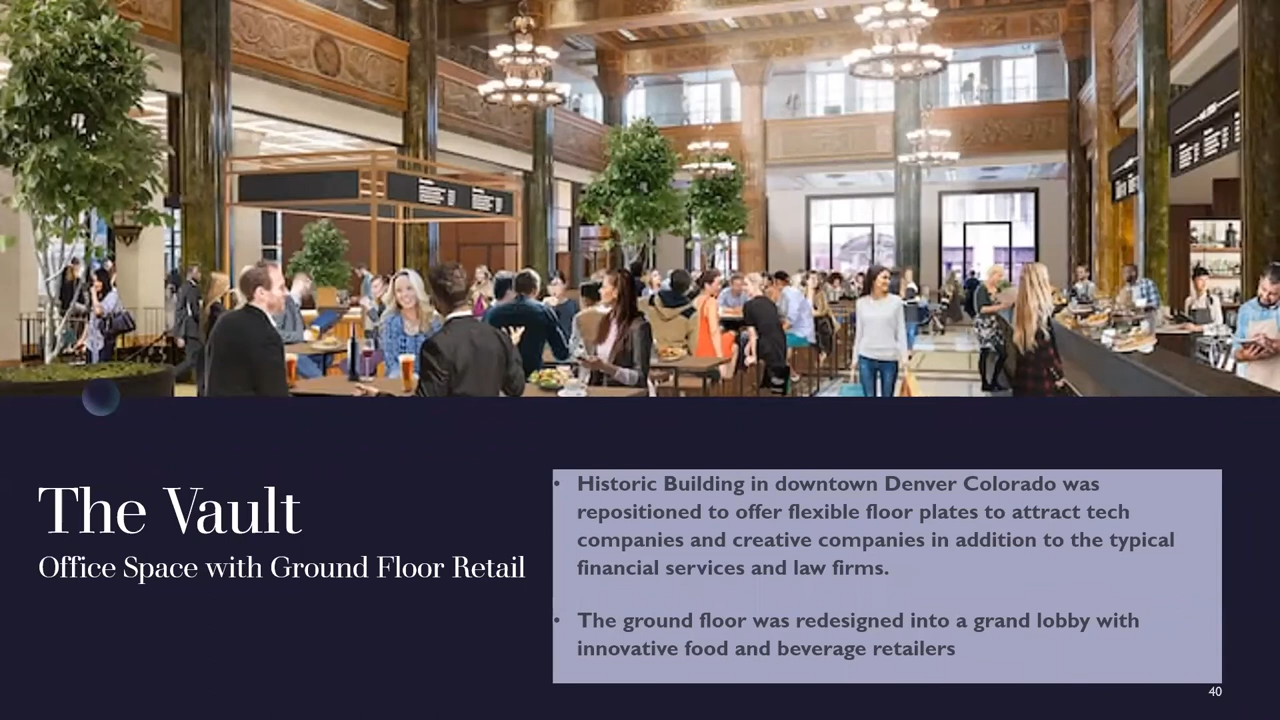 The Vault
Office Space with Ground Floor Retail
• Historic Building in downtown Denver Colorado was
repositioned to offer flexible floor plates to attract tech
companies and creative companies in addition to the typical
financial services and law firms.
• The ground floor was redesigned into a grand lobby with
innovative food and beverage retailers
40